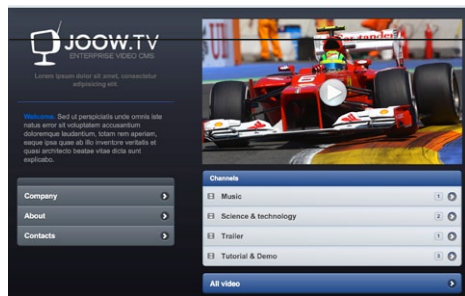 JOOW.TV
ENTERPRISE VIDEO CMS
Lorem ipsum dolor sit amet, consectetur
adipisicing elit
Welcome. Sed ut perspiciatis unde omnis iste
natus error sit voluptatem accusantium
doloremque laudantium, totam rem aperiam,
eaque ipsa quae ab illo inventore veritatis et
quasi architecto beatae vitae dicta sunt
explicabo.
Company
About
Contacts
Santander
Channels
Music 1
Science & technology 2
Trailer 1
Tutorial & Demo 3
All video